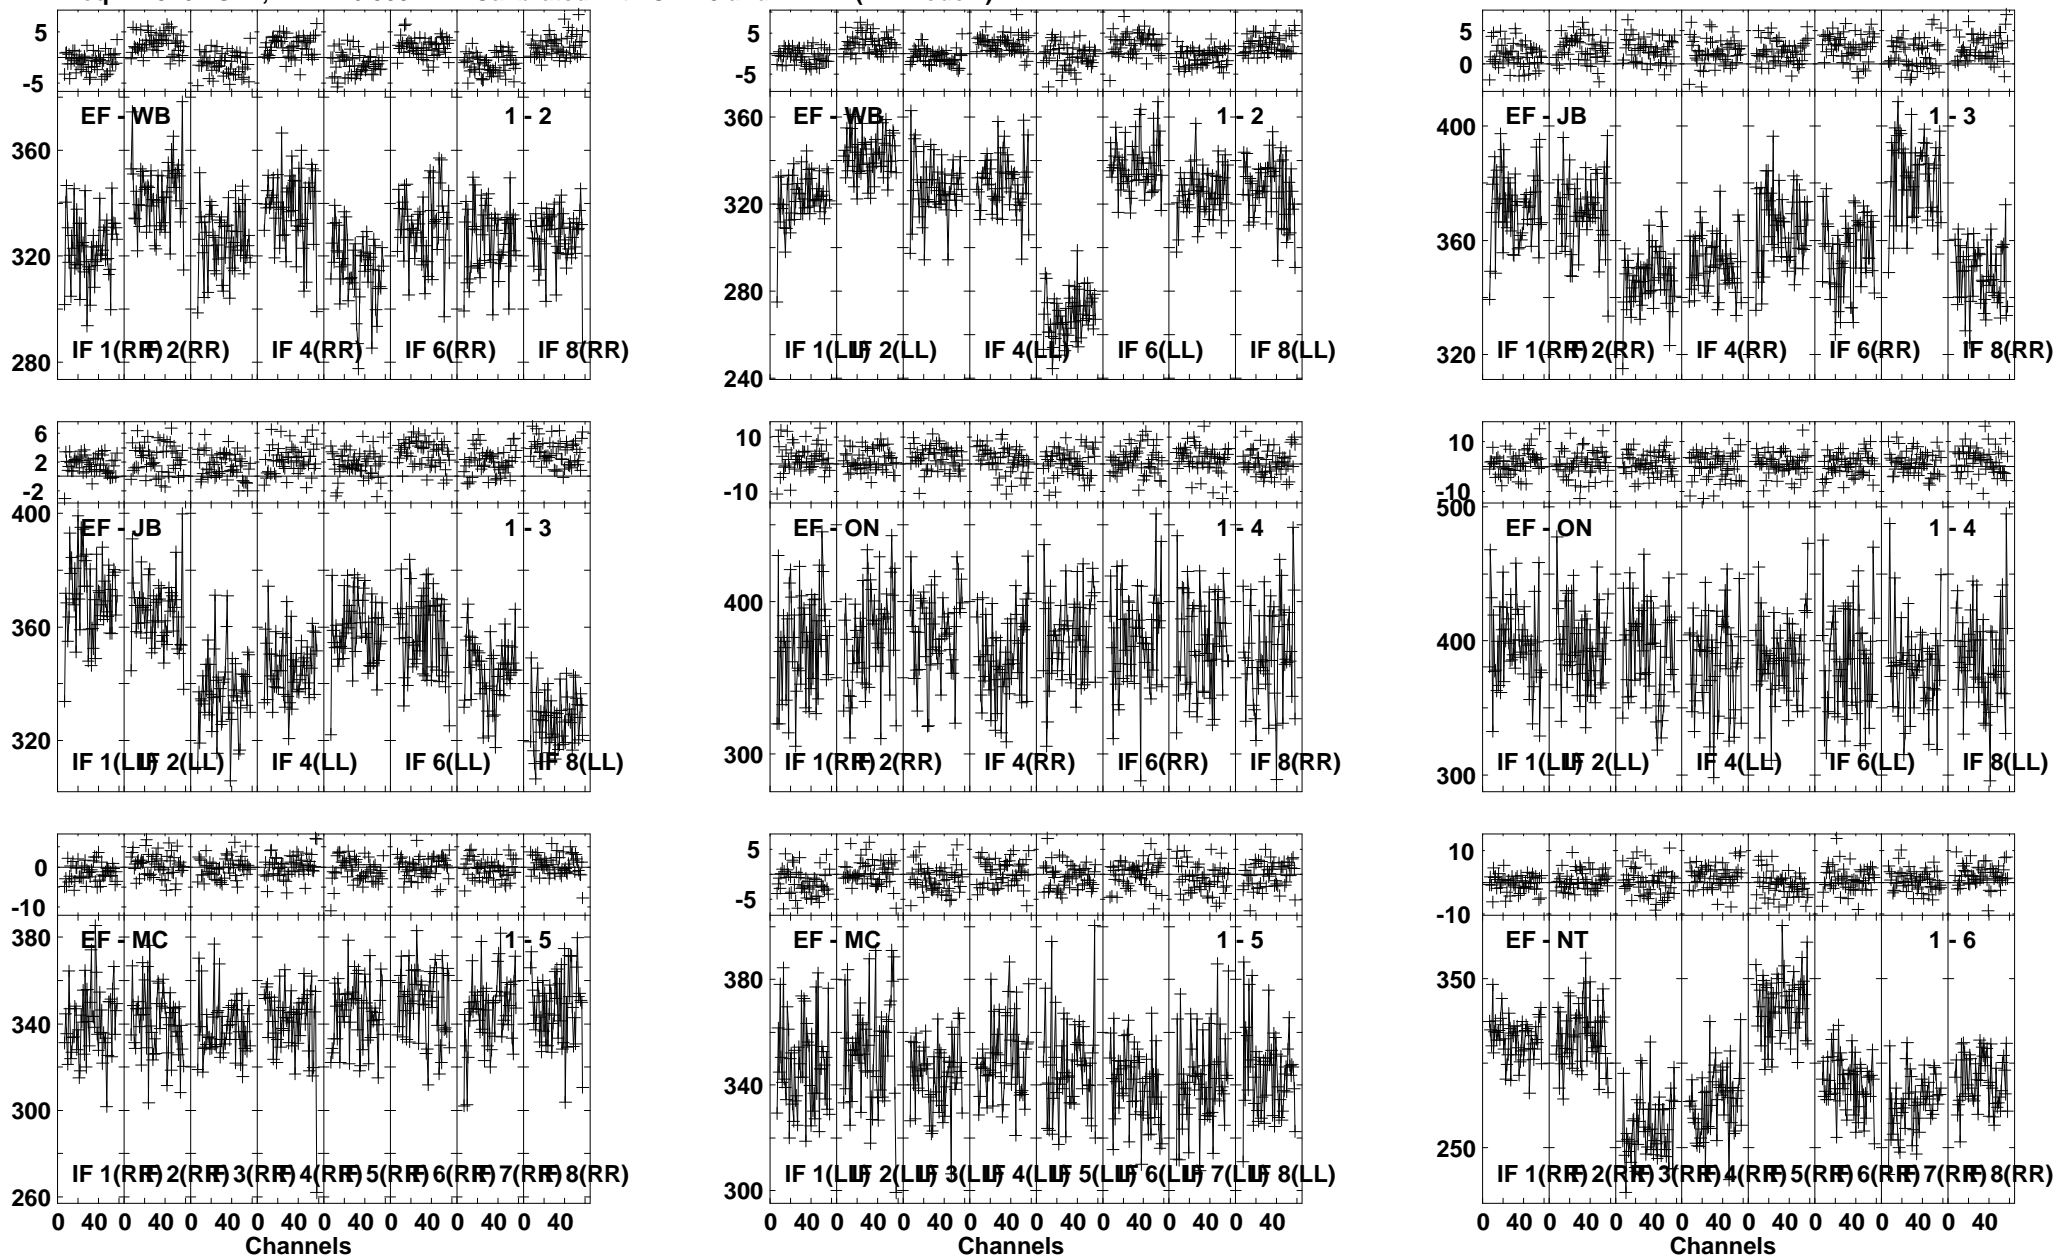 5 -5 5 -5 5 0
EF - WB 1 - 2 EF - WB 1 - 2 EF - JB 1 - 3
360 320 280
360 320 280 240
400 360 320
IF 1(RR) IF 2(RR) IF 4(RR) IF 6(RR) IF 8(RR)
IF 1(LL) IF 2(LL) IF 4(LL) IF 6(LL) IF 8(LL)
IF 1(RR) IF 2(RR) IF 4(RR) IF 6(RR) IF 8(RR)
6 2 -2 10 -10 10 -10
EF - JB 1 - 3 EF - ON 1 - 4 EF - ON 1 - 4
400 360 320
400 300
500 400 300
IF 1(LL) IF 2(LL) IF 4(LL) IF 6(LL) IF 8(LL)
IF 1(RR) IF 2(RR) IF 4(RR) IF 6(RR) IF 8(RR)
IF 1(LL) IF 2(LL) IF 4(LL) IF 6(LL) IF 8(LL)
0 -10 5 -5 10 -10
EF - MC 1 - 5 EF - MC 1 - 5 EF - NT 1 - 6
380 340 300 260
380 340 300
350 250
IF 1(RR) IF 2(RR) IF 3(RR) IF 4(RR) IF 5(RR) IF 6(RR) IF 7(RR) IF 8(RR)
IF 1(LL) IF 2(LL) IF 3(LL) IF 4(LL) IF 5(LL) IF 6(LL) IF 7(LL) IF 8(LL)
IF 1(RR) IF 2(RR) IF 3(RR) IF 4(RR) IF 5(RR) IF 6(RR) IF 7(RR) IF 8(RR)
0 40 0 40 0 40 0 40 0 40 0 40 0 40 0 40
0 40 0 40 0 40 0 40 0 40 0 40 0 40 0 40
0 40 0 40 0 40 0 40 0 40 0 40 0 40 0 40
Channels Channels Channels